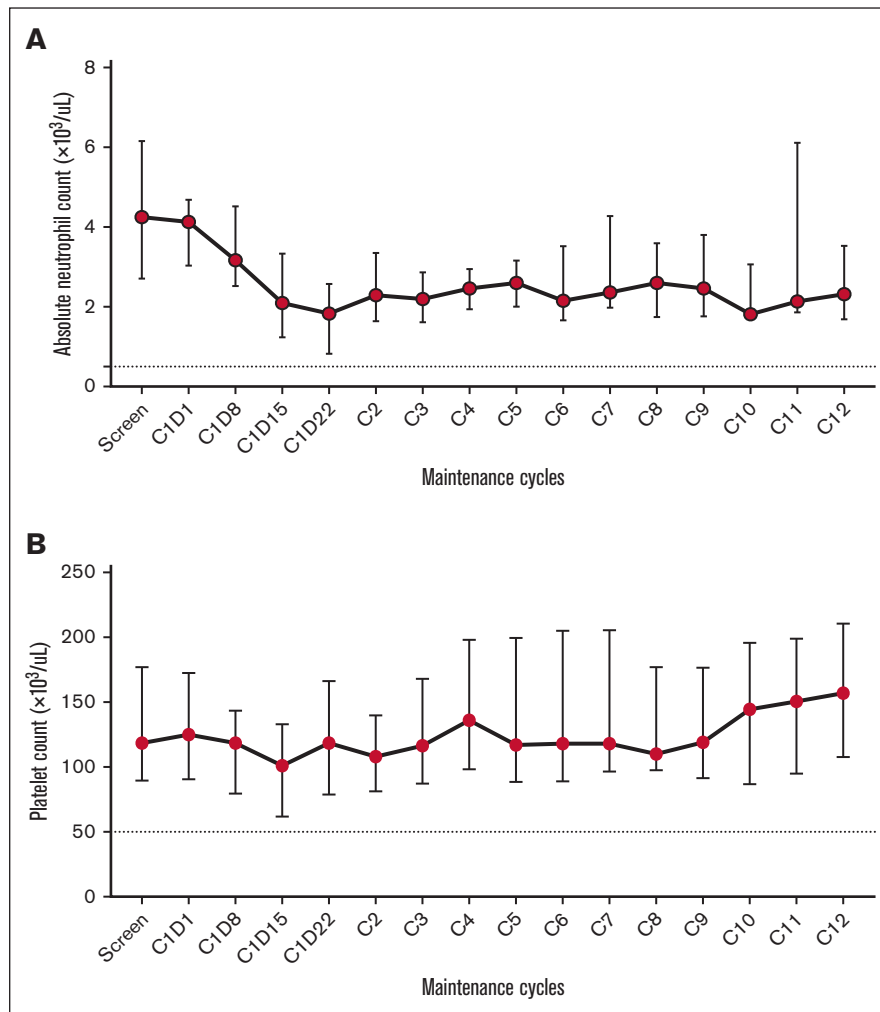 A
Absolute neutrophil count (×10³/uL)
8
6
4
2
0
Screen C1D1 C1D8 C1D15 C1D22 C2 C3 C4 C5 C6 C7 C8 C9 C10 C11 C12
Maintenance cycles
B
Platelet count (×10³/uL)
250
200
150
100
50
0
Screen C1D1 C1D8 C1D15 C1D22 C2 C3 C4 C5 C6 C7 C8 C9 C10 C11 C12
Maintenance cycles